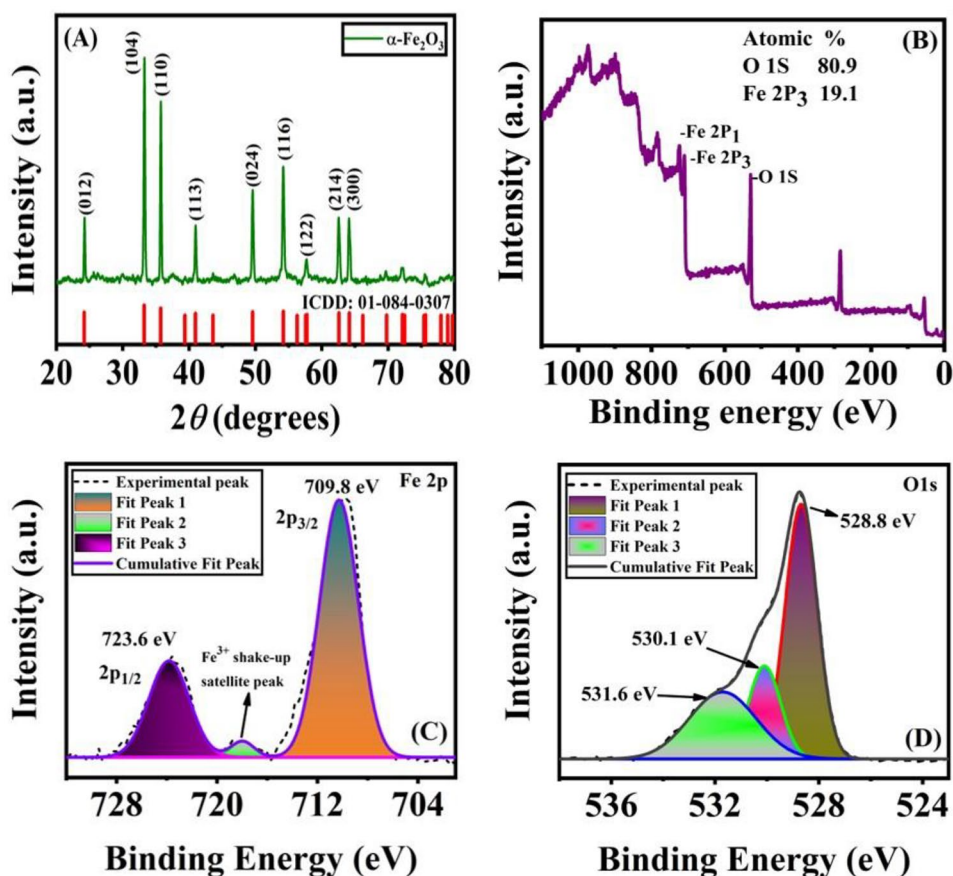 (A)
α-Fe₂O₃
(012)
(104)
(110)
(113)
(024)
(116)
(122)
(214)
(300)
ICDD: 01-084-0307
20 30 40 50 60 70 80
2θ (degrees)
Intensity (a.u.)
(B)
Atomic %
O 1S 80.9
Fe 2P₃ 19.1
-Fe 2P₁
-Fe 2P₃
-O 1S
1000 800 600 400 200 0
Binding energy (eV)
Intensity (a.u.)
Experimental peak
Fit Peak 1
Fit Peak 2
Fit Peak 3
Cumulative Fit Peak
Fe 2p
709.8 eV
2p₃/₂
723.6 eV
2p₁/₂
Fe³⁺ shake-up
satellite peak
(C)
728 720 710 704
Binding Energy (eV)
Intensity (a.u.)
Experimental peak
Fit Peak 1
Fit Peak 2
Fit Peak 3
Cumulative Fit Peak
O1s
528.8 eV
530.1 eV
531.6 eV
(D)
536 532 528 524
Binding Energy (eV)
Intensity (a.u.)